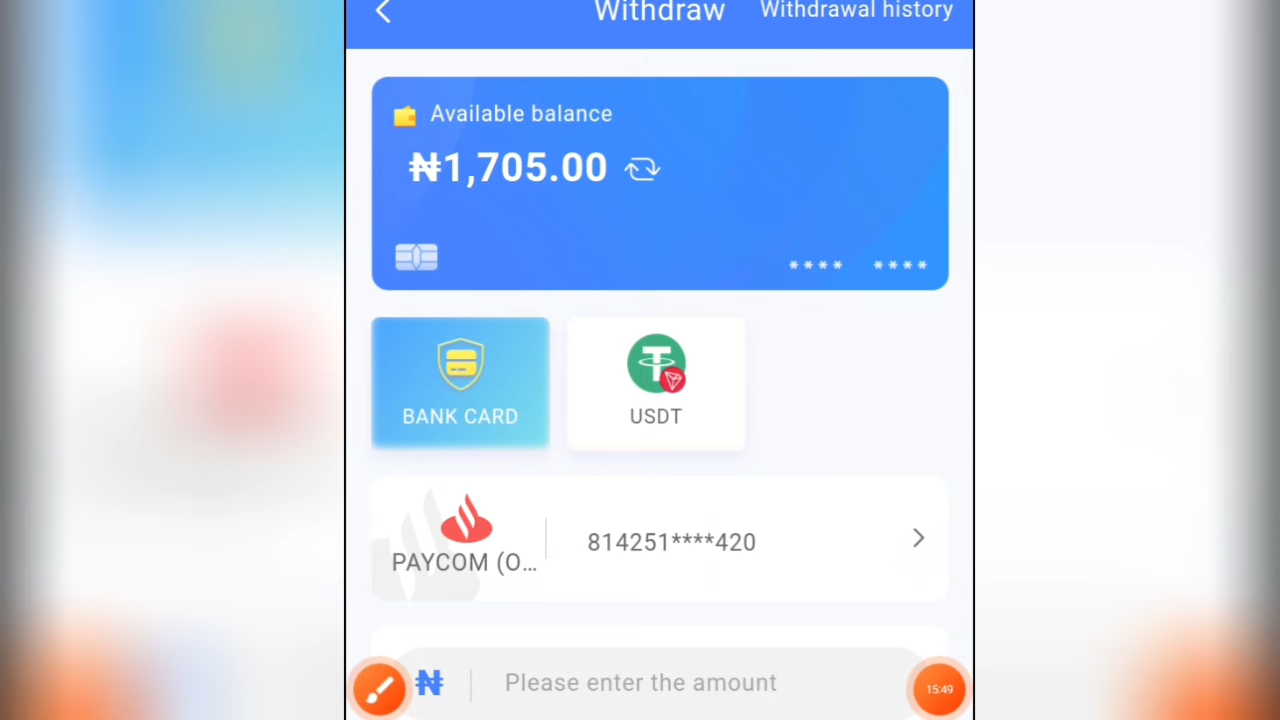 Withdraw
Withdrawal history
Available balance
₦1,705.00
**** ****
BANK CARD
USDT
PAYCOM (O...
814251****420
₦
Please enter the amount
15:49